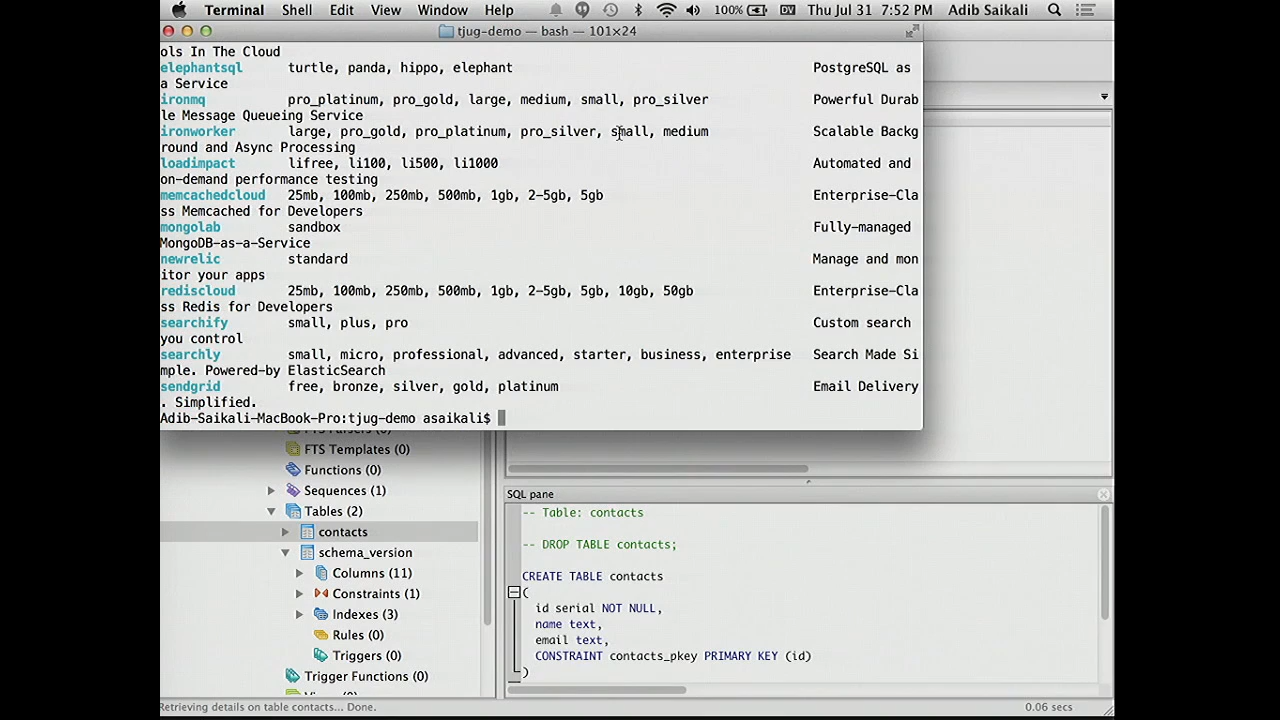 Terminal Shell Edit View Window Help 100% DV Thu Jul 31 7:52 PM Adib Saikali
tjug-demo — bash — 101×24
ols In The Cloud
elephantsql turtle, panda, hippo, elephant PostgreSQL as
a Service
ironmq pro_platinum, pro_gold, large, medium, small, pro_silver Powerful Durab
le Message Queueing Service
ironworker large, pro_gold, pro_platinum, pro_silver, small, medium Scalable Backg
round and Async Processing
loadimpact lifree, li100, li500, li1000 Automated and
on-demand performance testing
memcachedcloud 25mb, 100mb, 250mb, 500mb, 1gb, 2-5gb, 5gb Enterprise-Cla
ss Memcached for Developers
mongolab sandbox Fully-managed
MongoDB-as-a-Service
newrelic standard Manage and mon
itor your apps
rediscloud 25mb, 100mb, 250mb, 500mb, 1gb, 2-5gb, 5gb, 10gb, 50gb Enterprise-Cla
ss Redis for Developers
searchify small, plus, pro Custom search
you control
searchly small, micro, professional, advanced, starter, business, enterprise Search Made Si
mple. Powered-by ElasticSearch
sendgrid free, bronze, silver, gold, platinum Email Delivery
. Simplified.
Adib-Saikali-MacBook-Pro:tjug-demo asaikali$
FTS Templates (0)
Functions (0)
Sequences (1)
Tables (2)
contacts
schema_version
Columns (11)
Constraints (1)
Indexes (3)
Rules (0)
Triggers (0)
Trigger Functions (0)
SQL pane
-- Table: contacts
-- DROP TABLE contacts;
CREATE TABLE contacts
(
id serial NOT NULL,
name text,
email text,
CONSTRAINT contacts_pkey PRIMARY KEY (id)
)
Retrieving details on table contacts... Done. 0.06 secs